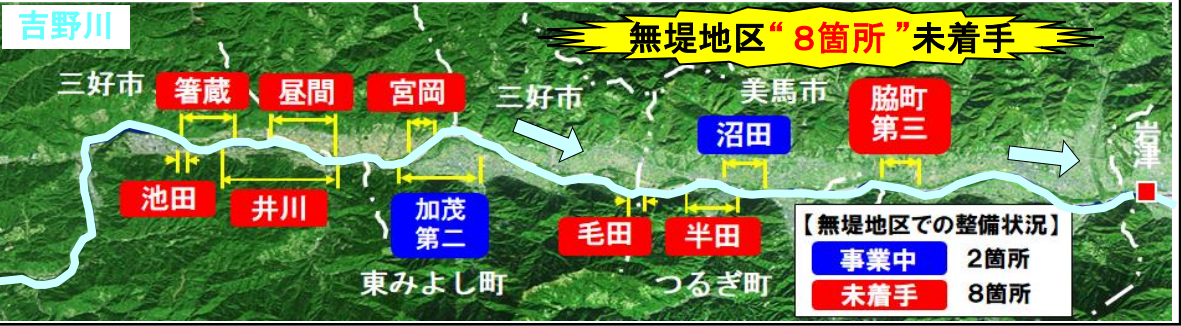 吉野川
無堤地区“８箇所”未着手
三好市
箸蔵
昼間
宮岡
三好市
美馬市
脇町
第三
沼田
岩津
池田
井川
加茂
第二
毛田
半田
東みよし町
つるぎ町
【無堤地区での整備状況】
事業中 2箇所
未着手 8箇所